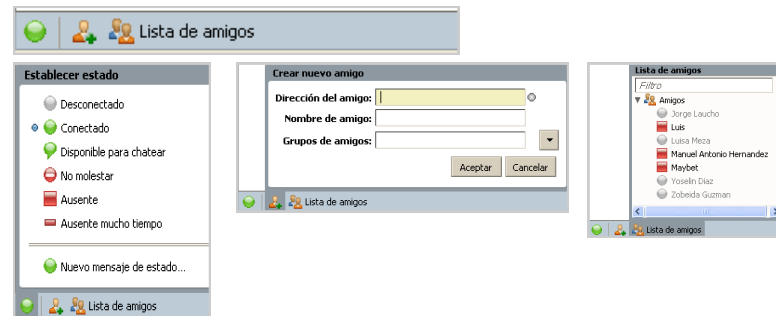 Lista de amigos
Establecer estado
Desconectado
Conectado
Disponible para chatear
No molestar
Ausente
Ausente mucho tiempo
Nuevo mensaje de estado...
Lista de amigos
Crear nuevo amigo
Dirección del amigo:
Nombre de amigo:
Grupos de amigos:
Aceptar Cancelar
Lista de amigos
Lista de amigos
Filtro
Amigos
Jorge Laucho
Luis
Luisa Meza
Manuel Antonio Hernandez
Maybet
Yoselin Diaz
Zobeida Guzman
Lista de amigos